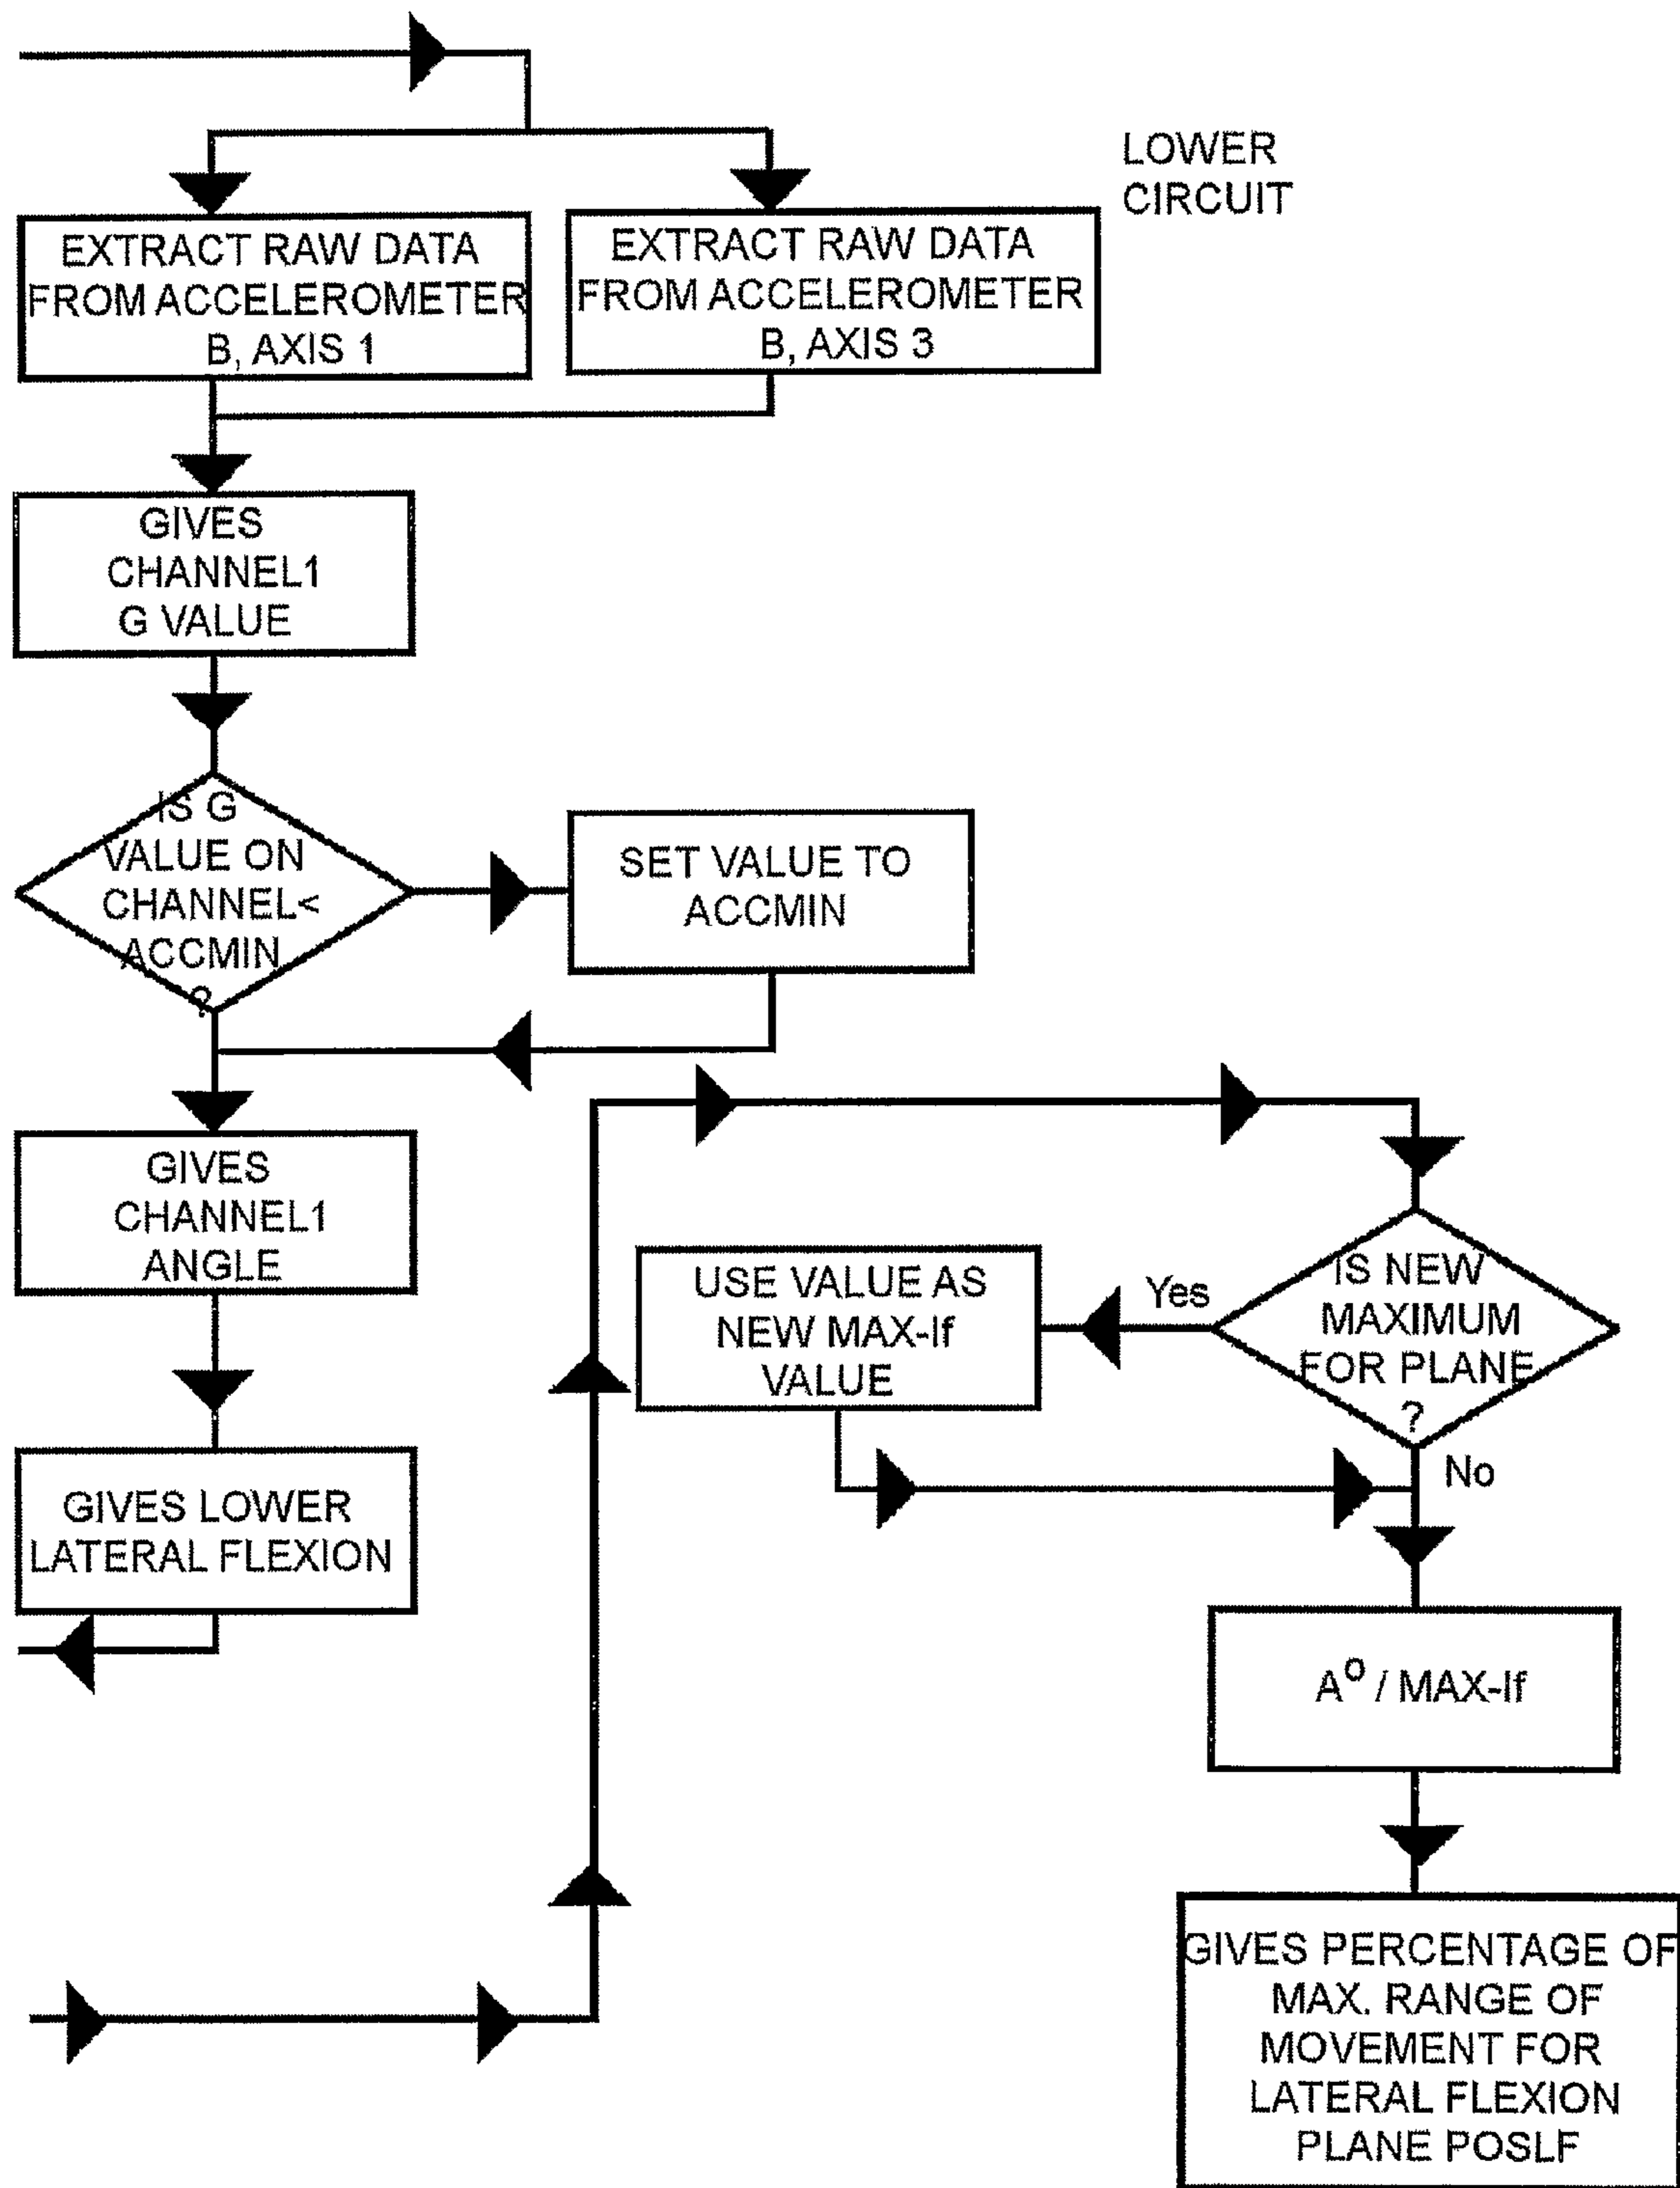 LOWER
CIRCUIT
EXTRACT RAW DATA
FROM ACCELEROMETER
B, AXIS 1
EXTRACT RAW DATA
FROM ACCELEROMETER
B, AXIS 3
GIVES
CHANNEL1
G VALUE
IS G
VALUE ON
CHANNEL<
ACCMIN
?
SET VALUE TO
ACCMIN
GIVES
CHANNEL1
ANGLE
GIVES LOWER
LATERAL FLEXION
IS NEW
MAXIMUM
FOR PLANE
?
Yes
USE VALUE AS
NEW MAX-lf
VALUE
No
Aº / MAX-lf
GIVES PERCENTAGE OF
MAX. RANGE OF
MOVEMENT FOR
LATERAL FLEXION
PLANE POSLF